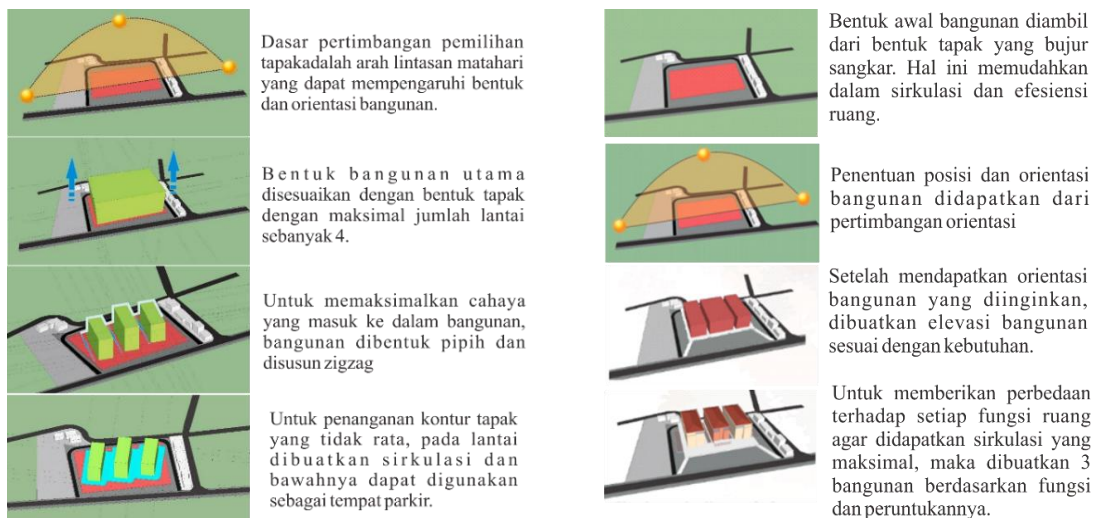 Dasar pertimbangan pemilihan
tapakadalah arah lintasan matahari
yang dapat mempengaruhi bentuk
dan orientasi bangunan.
Bentuk bangunan utama
disesuaikan dengan bentuk tapak
dengan maksimal jumlah lantai
sebanyak 4.
Untuk memaksimalkan cahaya
yang masuk ke dalam bangunan,
bangunan dibentuk pipih dan
disusun zigzag
Untuk penanganan kontur tapak
yang tidak rata, pada lantai
dibuatkan sirkulasi dan
bawahnya dapat digunakan
sebagai tempat parkir.
Bentuk awal bangunan diambil
dari bentuk tapak yang bujur
sangkar. Hal ini memudahkan
dalam sirkulasi dan efesiensi
ruang.
Penentuan posisi dan orientasi
bangunan didapatkan dari
pertimbangan orientasi
Setelah mendapatkan orientasi
bangunan yang diinginkan,
dibuatkan elevasi bangunan
sesuai dengan kebutuhan.
Untuk memberikan perbedaan
terhadap setiap fungsi ruang
agar didapatkan sirkulasi yang
maksimal, maka dibuatkan 3
bangunan berdasarkan fungsi
dan peruntukannya.